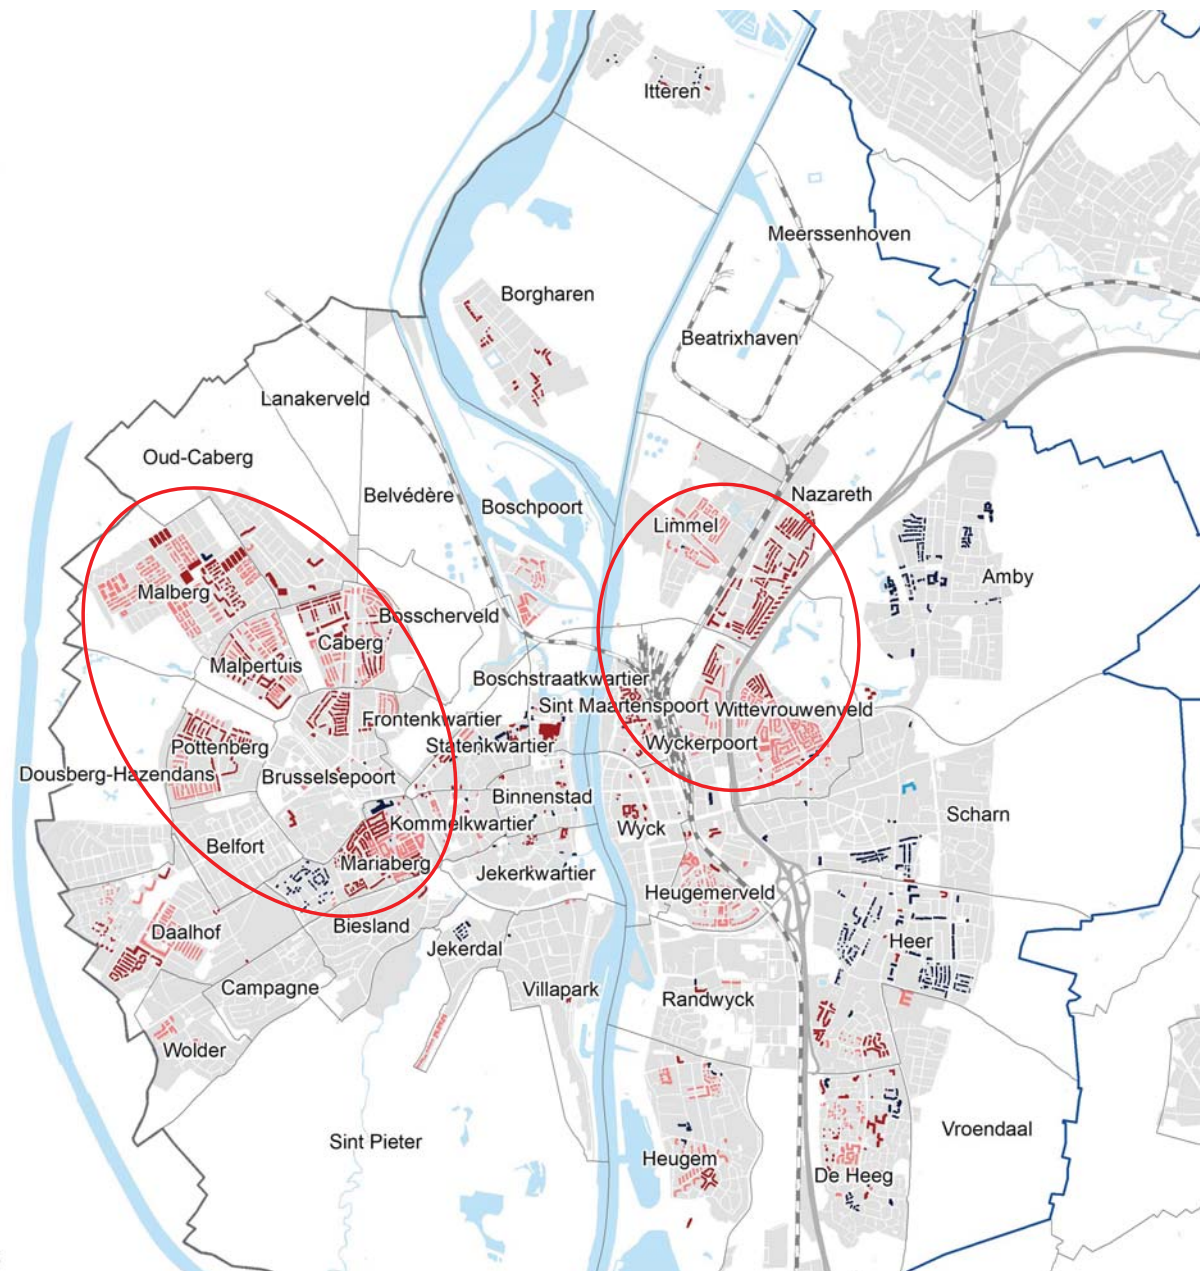 Itteren
Meerssenhoven
Borgharen
Beatrixhaven
Lanakerveld
Oud-Caberg
Belvédère
Boschpoort
Nazareth
Limmel
Amby
Malberg
Bosscherveld
Caberg
Malpertuis
Boschstraatkwartier
Sint Maartenspoort
Wittevrouwenveld
Frontenkwartier
Statenkwartier
Wyckerpoort
Pottenberg
Dousberg-Hazendans
Brusselsepoort
Binnenstad
Scharn
Kommelkwartier
Wyck
Belfort
Mariaberg
Jekerkwartier
Heugemerveld
Daalhof
Biesland
Jekerdal
Heer
Campagne
Villapark
Randwyck
Wolder
Sint Pieter
Vroendaal
Heugem
De Heeg